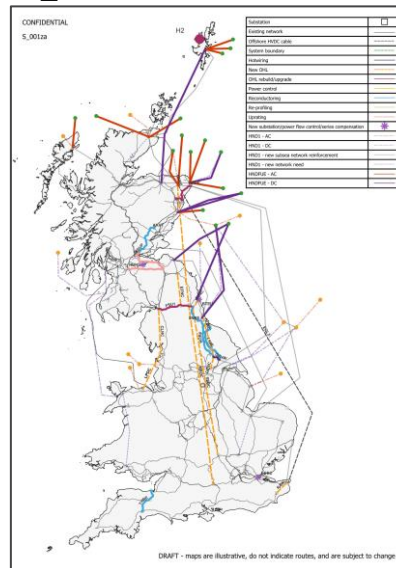 CONFIDENTIAL
S_001za
H2
Substation
Existing network
Offshore HVDC cable
System boundary
Hotwiring
New OHL
OHL rebuild/upgrade
Power control
Reconductoring
Re-profiling
Uprating
New substation/power flow control/series compensation
HND1 - AC
HND1 - DC
HND1 - new subsea network reinforcement
HND1 - new network need
HNDFUE - AC
HNDFUE - DC
DRAFT - maps are illustrative, do not indicate routes, and are subject to change